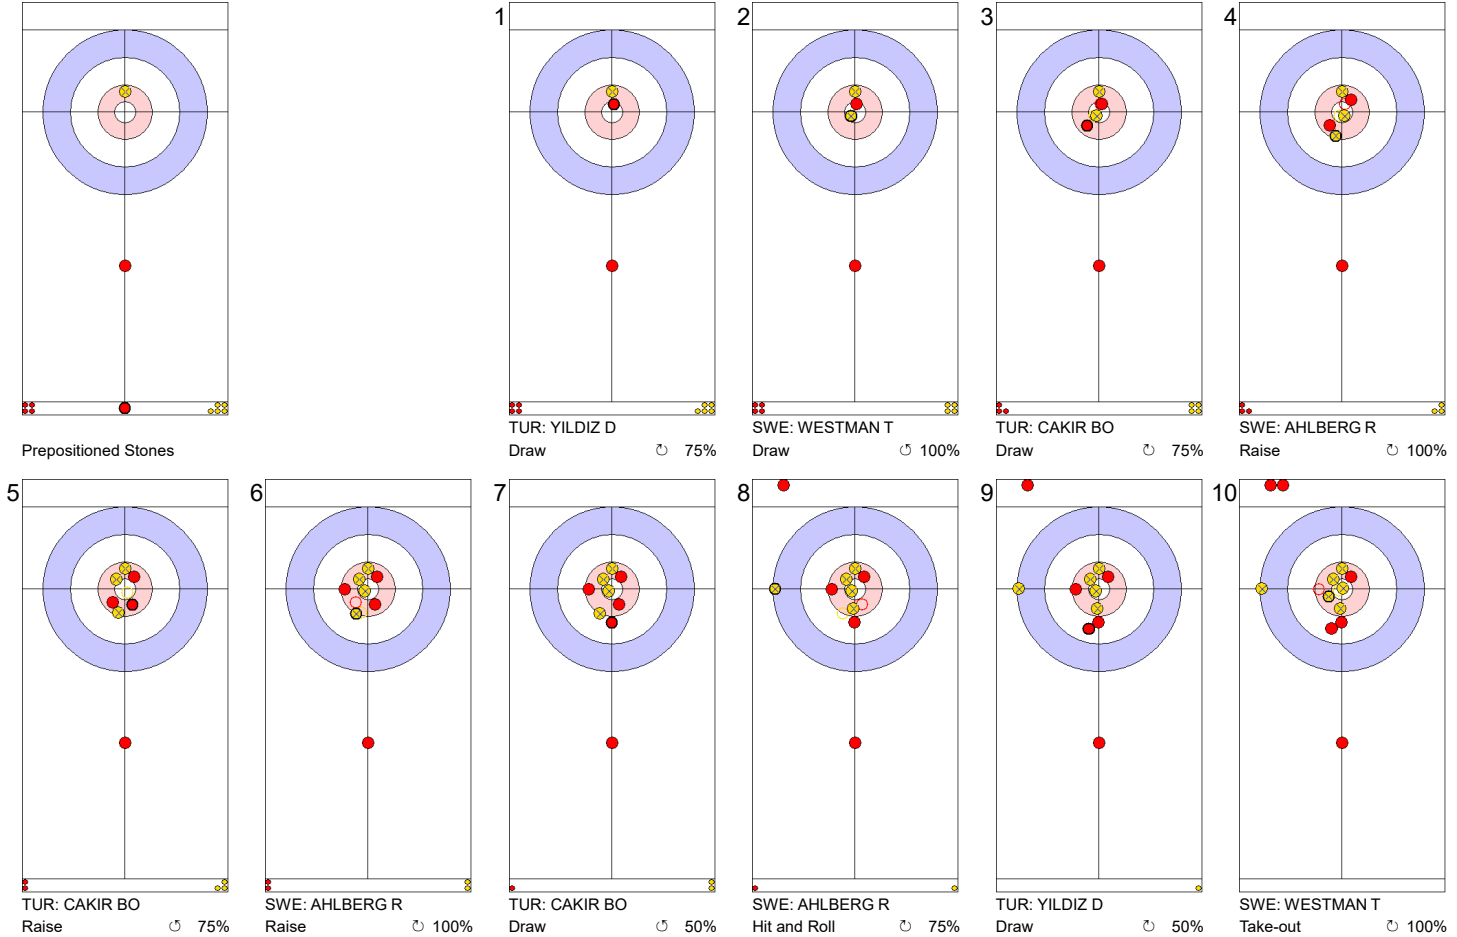 1
2
3
4
Prepositioned Stones
TUR: YILDIZ D
Draw ↻ 75%
SWE: WESTMAN T
Draw ↺ 100%
TUR: CAKIR BO
Draw ↻ 75%
SWE: AHLBERG R
Raise ↻ 100%
5
6
7
8
9
10
TUR: CAKIR BO
Raise ↺ 75%
SWE: AHLBERG R
Raise ↻ 100%
TUR: CAKIR BO
Draw ↺ 50%
SWE: AHLBERG R
Hit and Roll ↻ 75%
TUR: YILDIZ D
Draw ↻ 50%
SWE: WESTMAN T
Take-out ↻ 100%